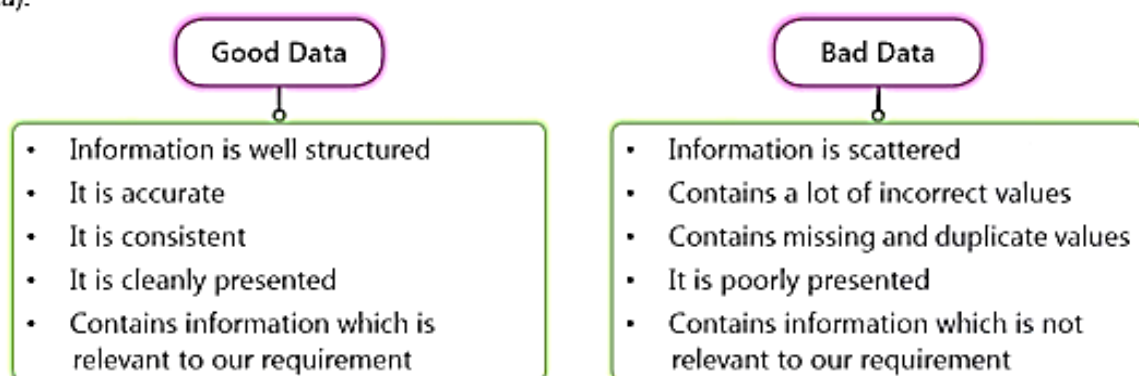 Good Data
• Information is well structured
• It is accurate
• It is consistent
• It is cleanly presented
• Contains information which is
relevant to our requirement
Bad Data
• Information is scattered
• Contains a lot of incorrect values
• Contains missing and duplicate values
• It is poorly presented
• Contains information which is not
relevant to our requirement